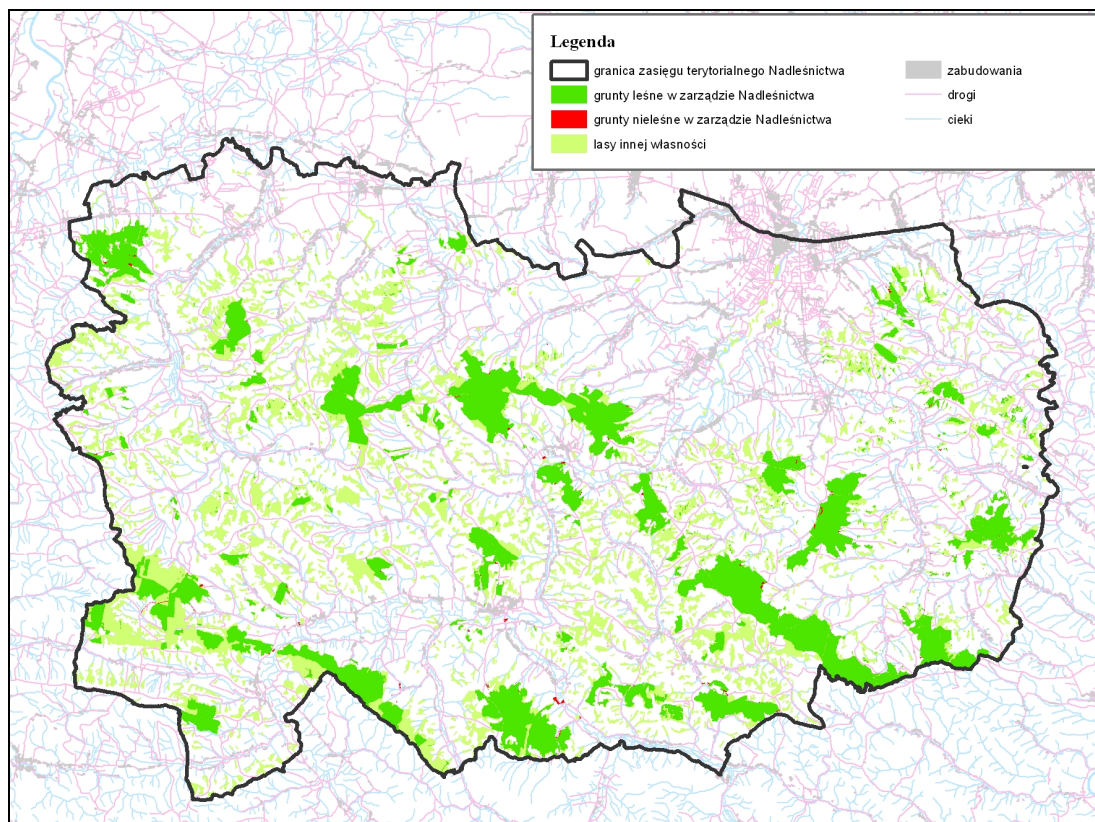 Legenda
granica zasięgu terytorialnego Nadleśnictwa
grunty leśne w zarządzie Nadleśnictwa
grunty nieleśne w zarządzie Nadleśnictwa
lasy innej własności
zabudowania
drogi
cieki